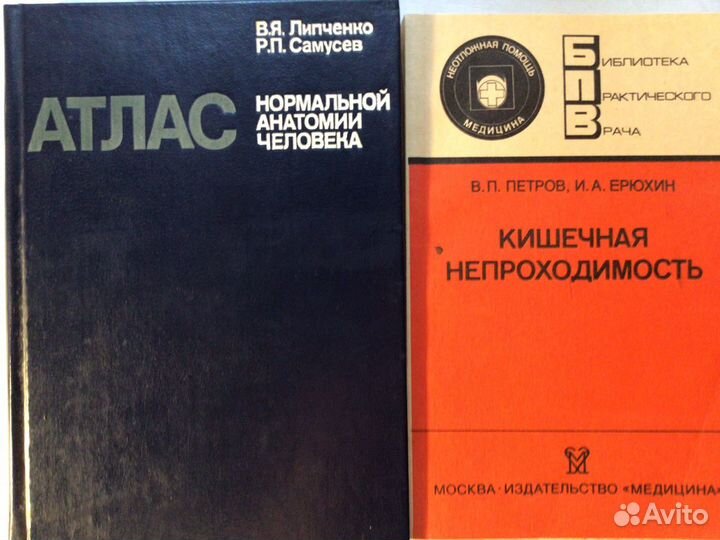 В.Я. Липченко
Р.П. Самусев
АТЛАС
НОРМАЛЬНОЙ
АНАТОМИИ
ЧЕЛОВЕКА
НЕОТЛОЖНАЯ ПОМОЩЬ
МЕДИЦИНА
БИБЛИОТЕКА
ПРАКТИЧЕСКОГО
ВРАЧА
В. П. ПЕТРОВ, И. А. ЕРЮХИН
КИШЕЧНАЯ
НЕПРОХОДИМОСТЬ
МОСКВА · ИЗДАТЕЛЬСТВО «МЕДИЦИНА»
Avito